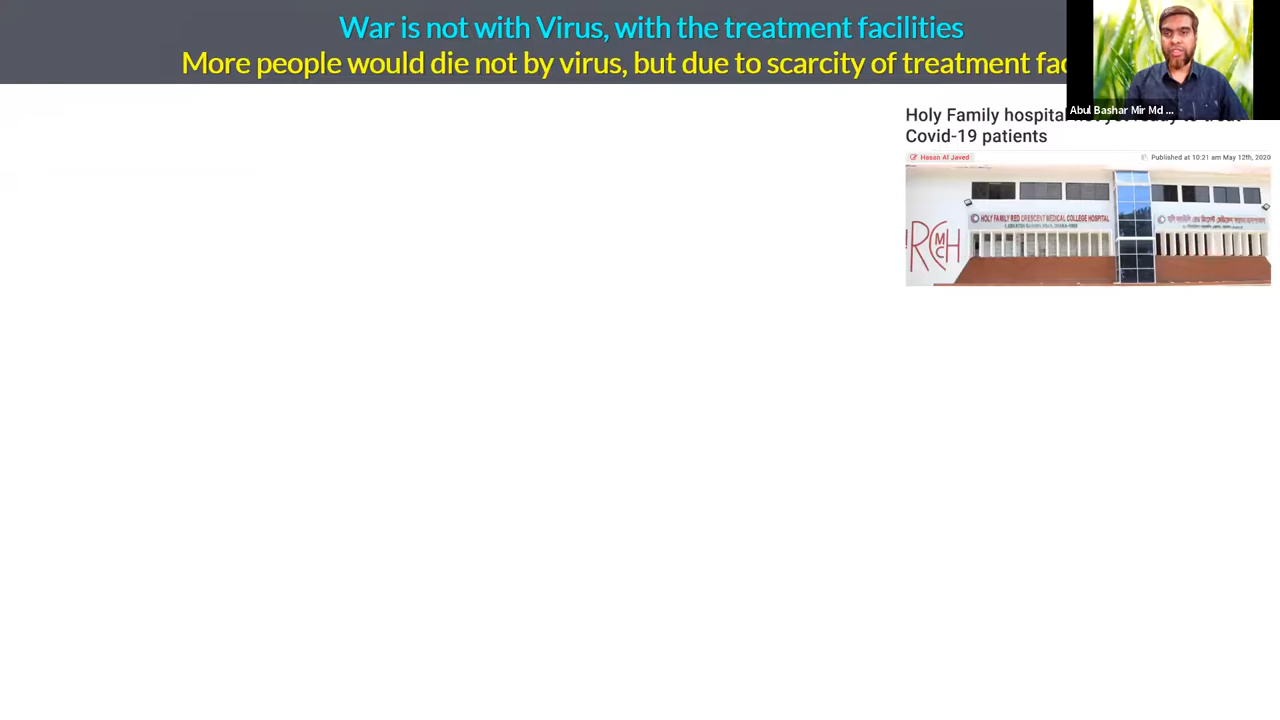 War is not with Virus, with the treatment facilities
More people would die not by virus, but due to scarcity of treatment
Abul Bashar Mir Md ...
Holy Family hospital
Covid-19 patients
Hasan Al Javed
Published at 10:21 am May 12th, 2020
HOLY FAMILY RED CRESCENT MEDICAL COLLEGE HOSPITAL